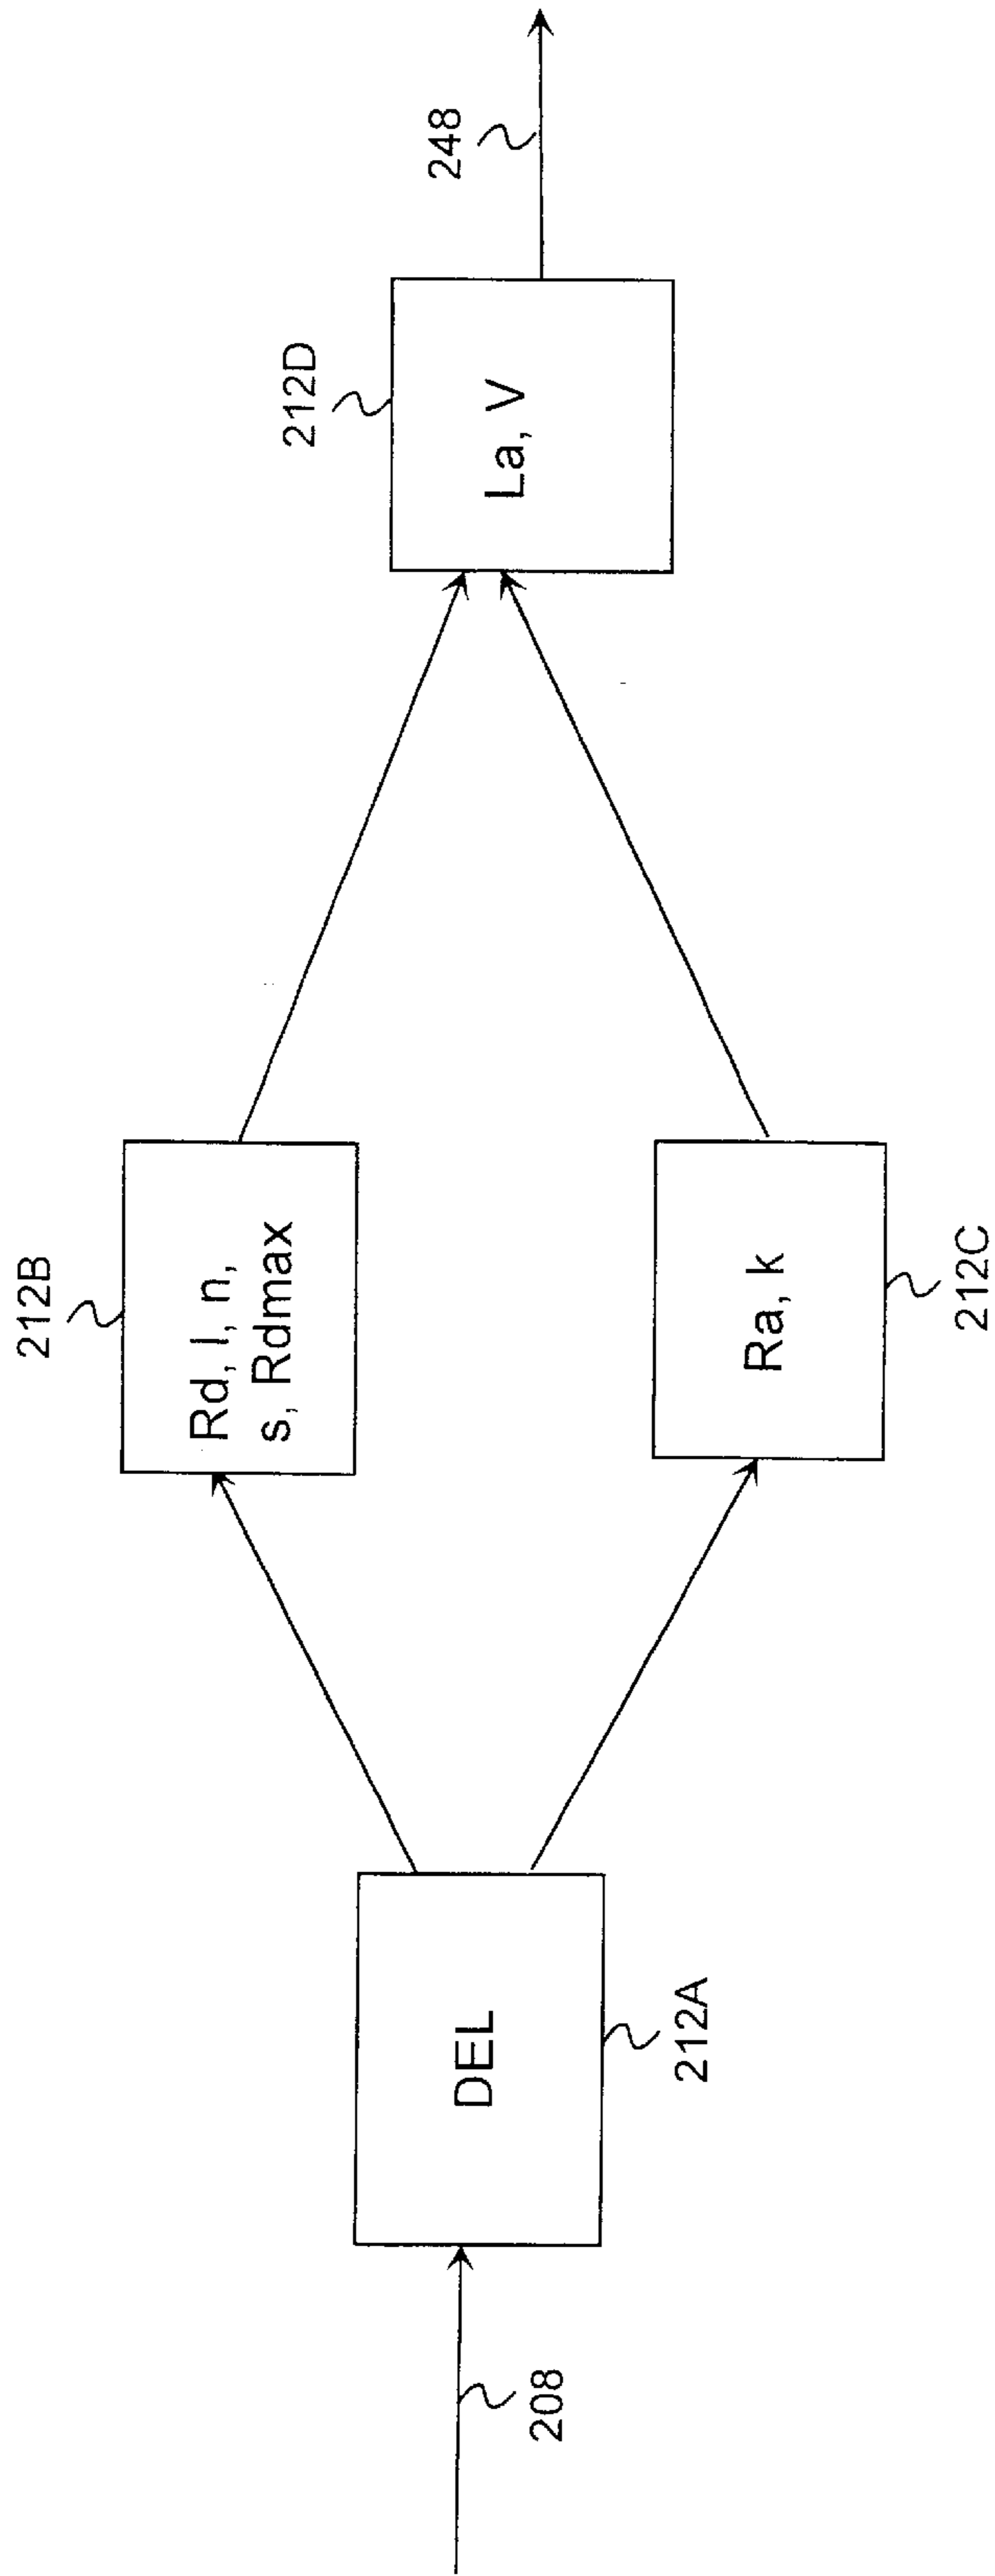 208
DEL
212A
212B
Rd, l, n,
s, Rdmax
Ra, k
212C
212D
La, V
248